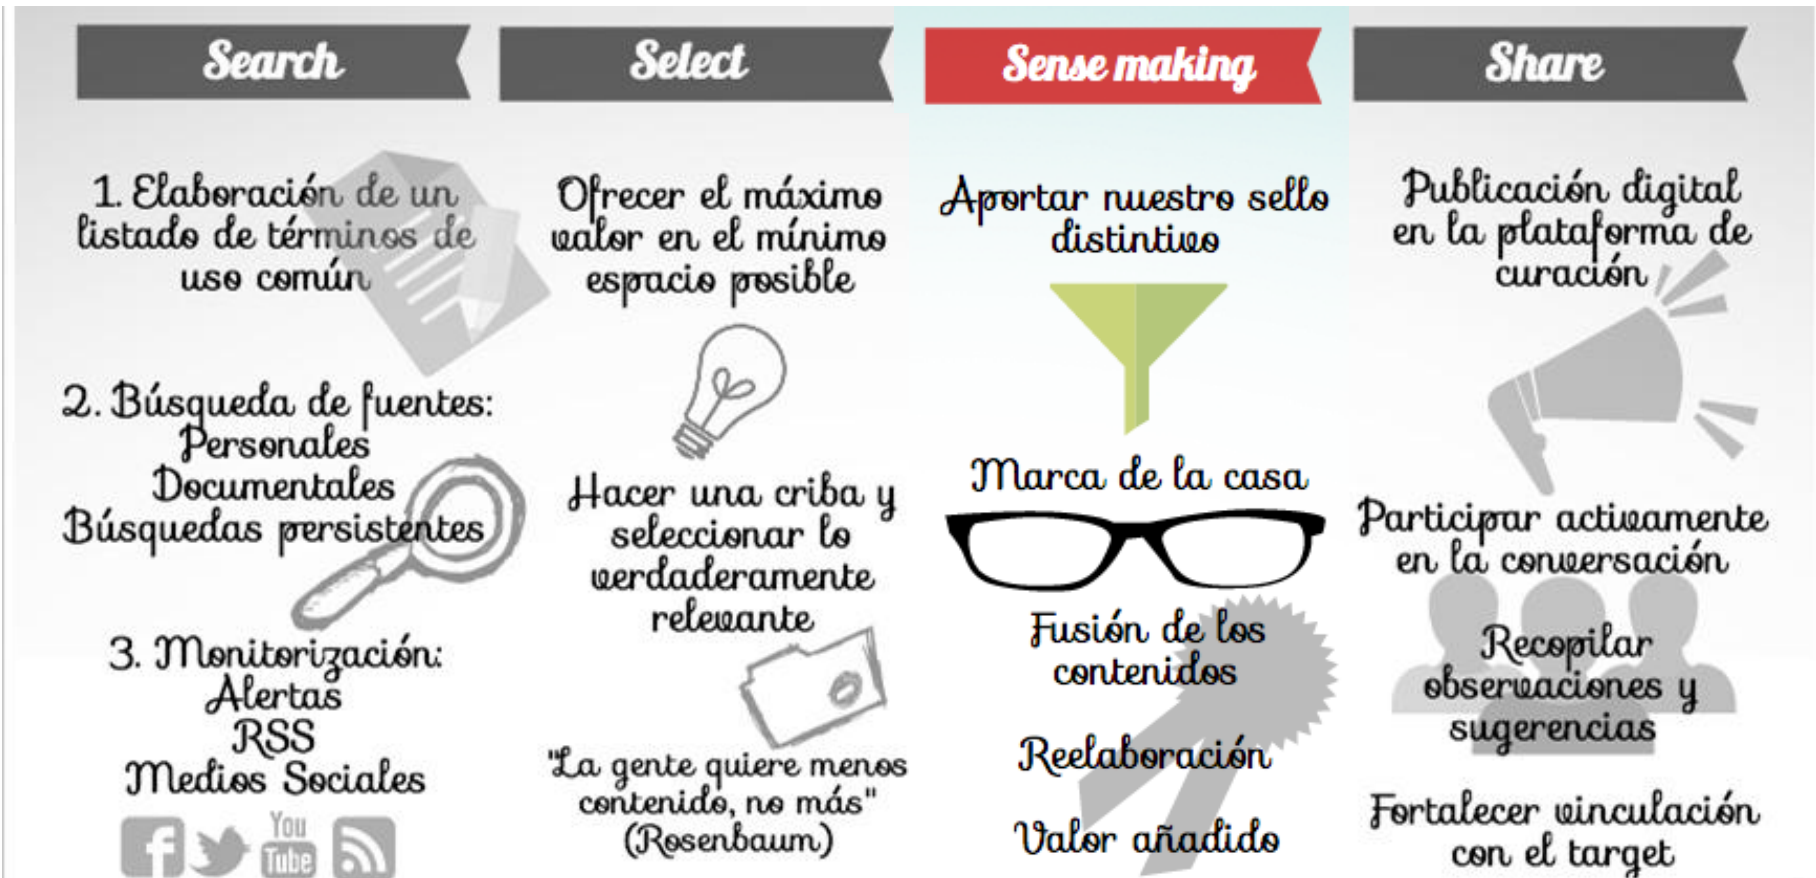 Search
1. Elaboración de un
listado de términos de
uso común
2. Búsqueda de fuentes:
Personales
Documentales
Búsquedas persistentes
3. Monitorización:
Alertas
RSS
Medios Sociales
You
Tube
Select
Ofrecer el máximo
valor en el mínimo
espacio posible
Hacer una criba y
seleccionar lo
verdaderamente
relevante
"La gente quiere menos
contenido, no más"
(Rosenbaum)
Sense making
Aportar nuestro sello
distintivo
Marca de la casa
Fusión de los
contenidos
Reelaboración
Valor añadido
Share
Publicación digital
en la plataforma de
curación
Participar activamente
en la conversación
Recopilar
observaciones y
sugerencias
Fortalecer vinculación
con el target